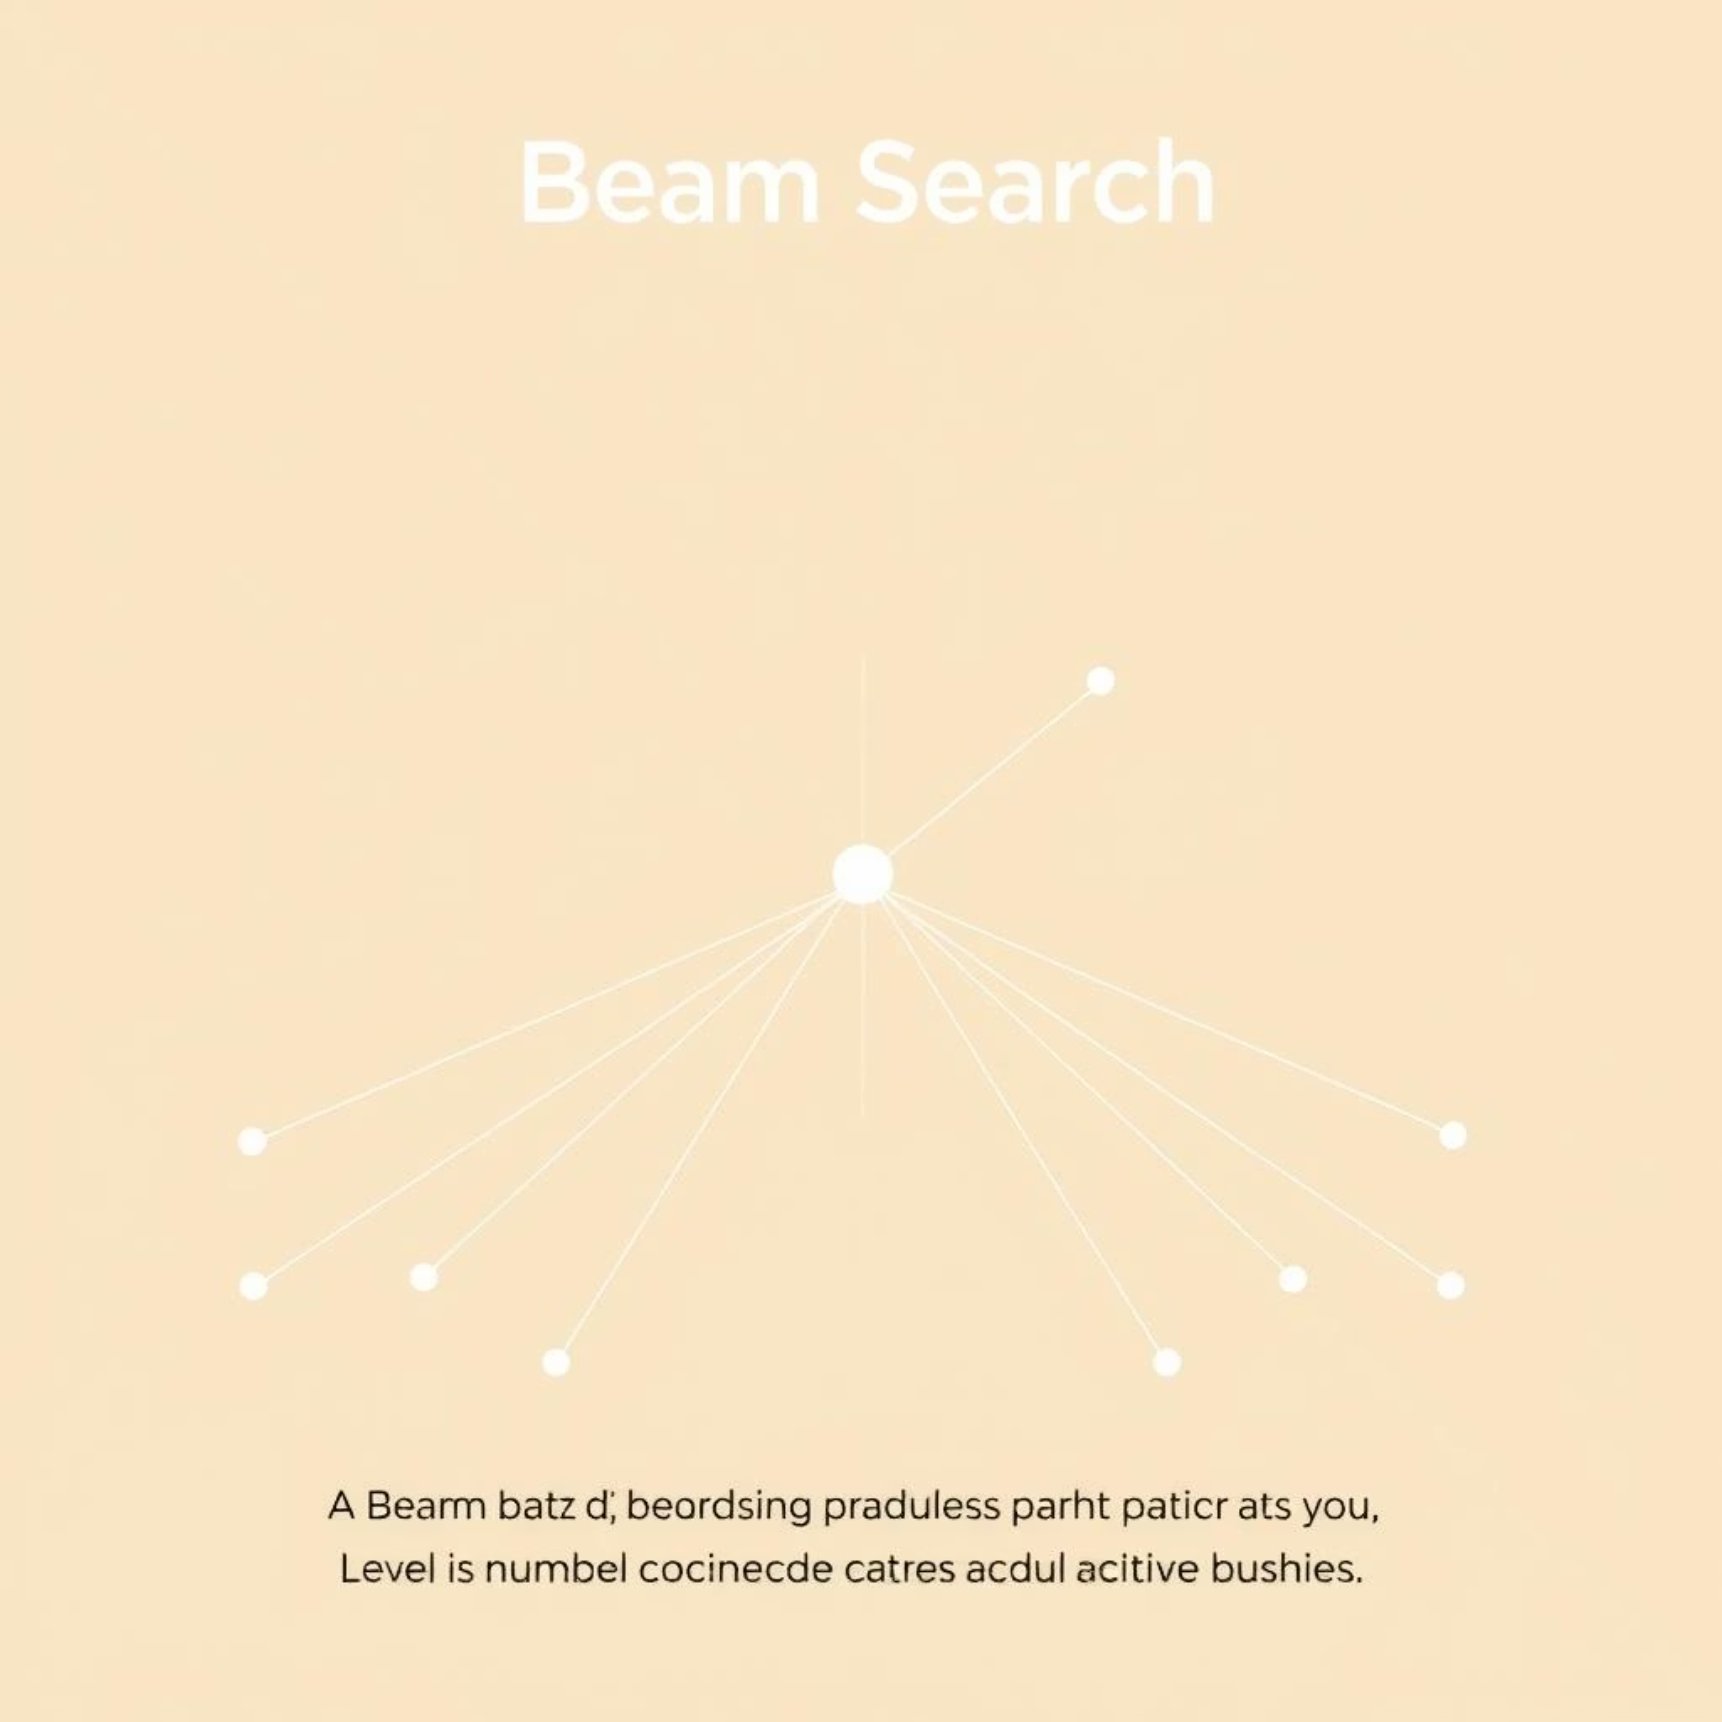 Beam Search
A Bearm batz d'; beordsing praduless parht paticr ats you,
Level is numbel cocinecde catres acdul acitive bushies.